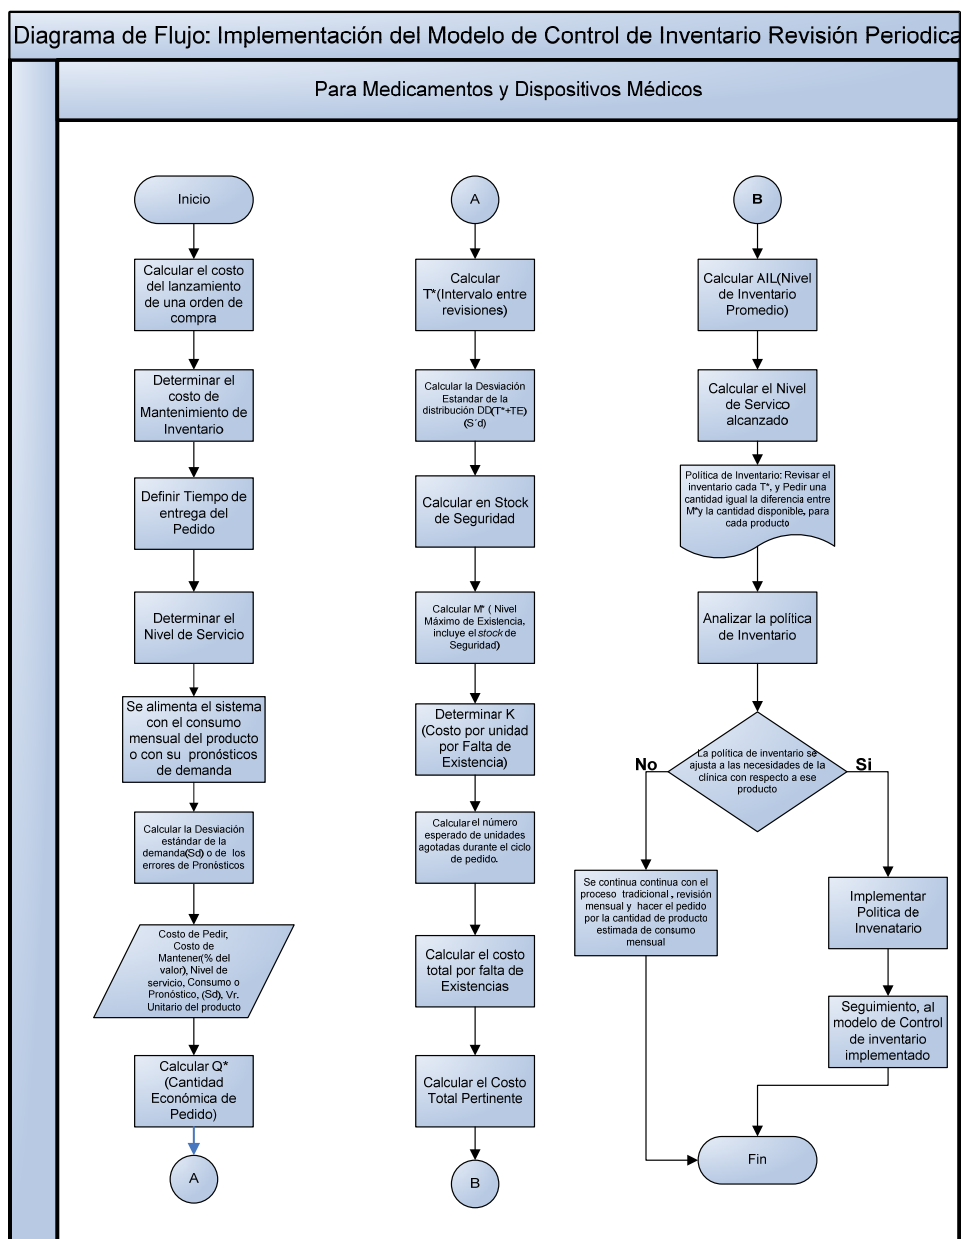 Diagrama de Flujo: Implementación del Modelo de Control de Inventario Revisión Periodica
Para Medicamentos y Dispositivos Médicos
Inicio
Calcular el costo
del lanzamiento
de una orden de
compra
Determinar el
costo de
Mantenimiento de
Inventario
Definir Tiempo de
entrega del
Pedido
Determinar el
Nivel de Servicio
Se alimenta el sistema
con el consumo
mensual del producto
o con su pronósticos
de demanda
Calcular la Desviación
estándar de la
demanda(Sd) o de los
errores de Pronósticos
Costo de Pedir,
Costo de
Mantener(% del
valor), Nivel de
servicio, Consumo o
Pronóstico, (Sd), Vr.
Unitario del producto
Calcular Q*
(Cantidad
Económica de
Pedido)
A
A
Calcular
T*(Intervalo entre
revisiones)
Calcular la Desviación
Estandar de la
distribución DD(T*+TE)
(S´d)
Calcular en Stock
de Seguridad
Calcular M* ( Nivel
Máximo de Existencia,
incluye el stock de
Seguridad)
Determinar K
(Costo por unidad
por Falta de
Existencia)
Calcular el número
esperado de unidades
agotadas durante el ciclo
de pedido.
Calcular el costo
total por falta de
Existencias
Calcular el Costo
Total Pertinente
B
B
Calcular AIL(Nivel
de Inventario
Promedio)
Calcular el Nivel
de Servico
alcanzado
Política de Inventario: Revisar el
inventario cada T*, y Pedir una
cantidad igual la diferencia entre
M*y la cantidad disponible, para
cada producto
Analizar la política
de Inventario
La política de inventario se
ajusta a las necesidades de la
clínica con respecto a ese
producto
No
Si
Se continua continua con el
proceso tradicional, revisión
mensual y hacer el pedido
por la cantidad de producto
estimada de consumo
mensual
Implementar
Politica de
Invenatario
Seguimiento, al
modelo de Control
de inventario
implementado
Fin